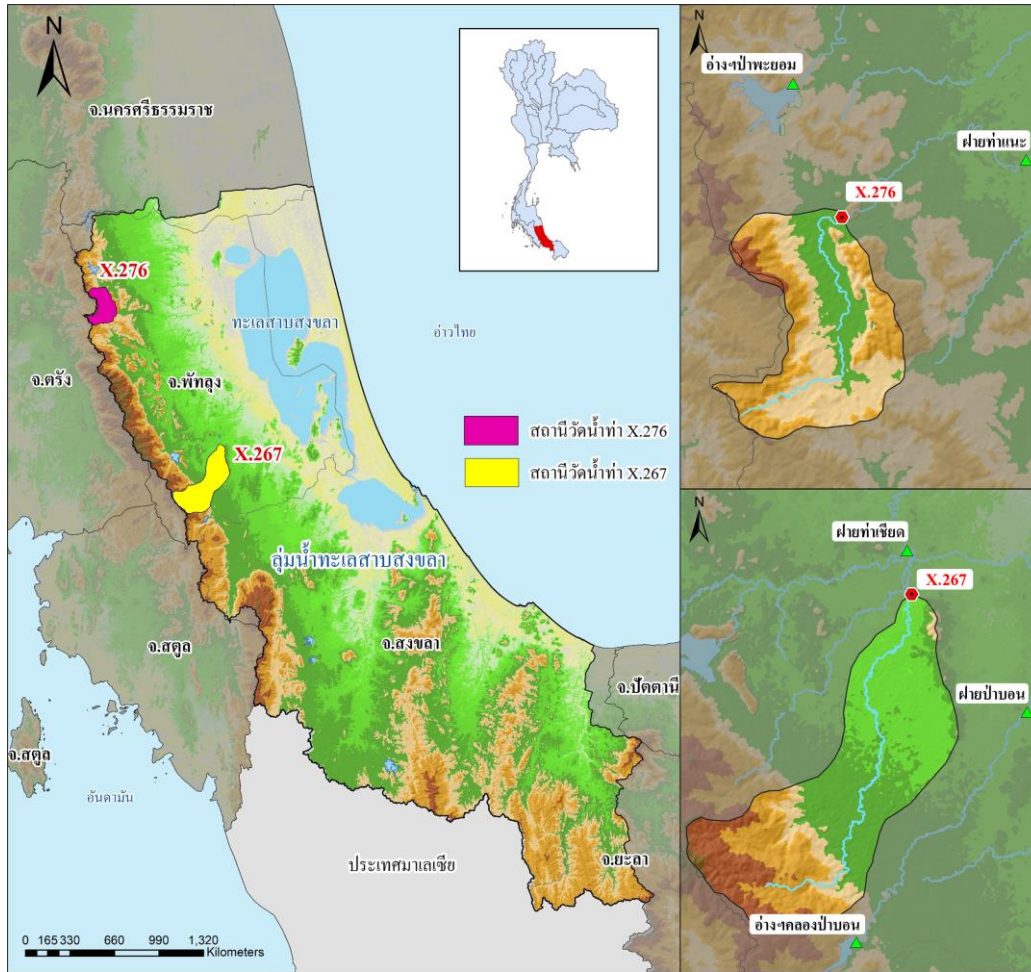 N
จ.นครศรีธรรมราช
X.276
ทะเลสาบสงขลา
อ่าวไทย
จ.ตรัง
จ.พัทลุง
สถานีวัดน้ำท่า X.276
X.267
สถานีวัดน้ำท่า X.267
ลุ่มน้ำทะเลสาบสงขลา
จ.สตูล
จ.สงขลา
จ.ปัตตานี
จ.สตูล
อันดามัน
ประเทศมาเลเซีย
จ.ยะลา
0 165 330 660 990 1,320
Kilometers
N
อ่างฯป่าพะยอม
ฝายท่าแนะ
X.276
N
ฝายท่าเชียด
X.267
ฝายป่าบอน
อ่างฯคลองป่าบอน